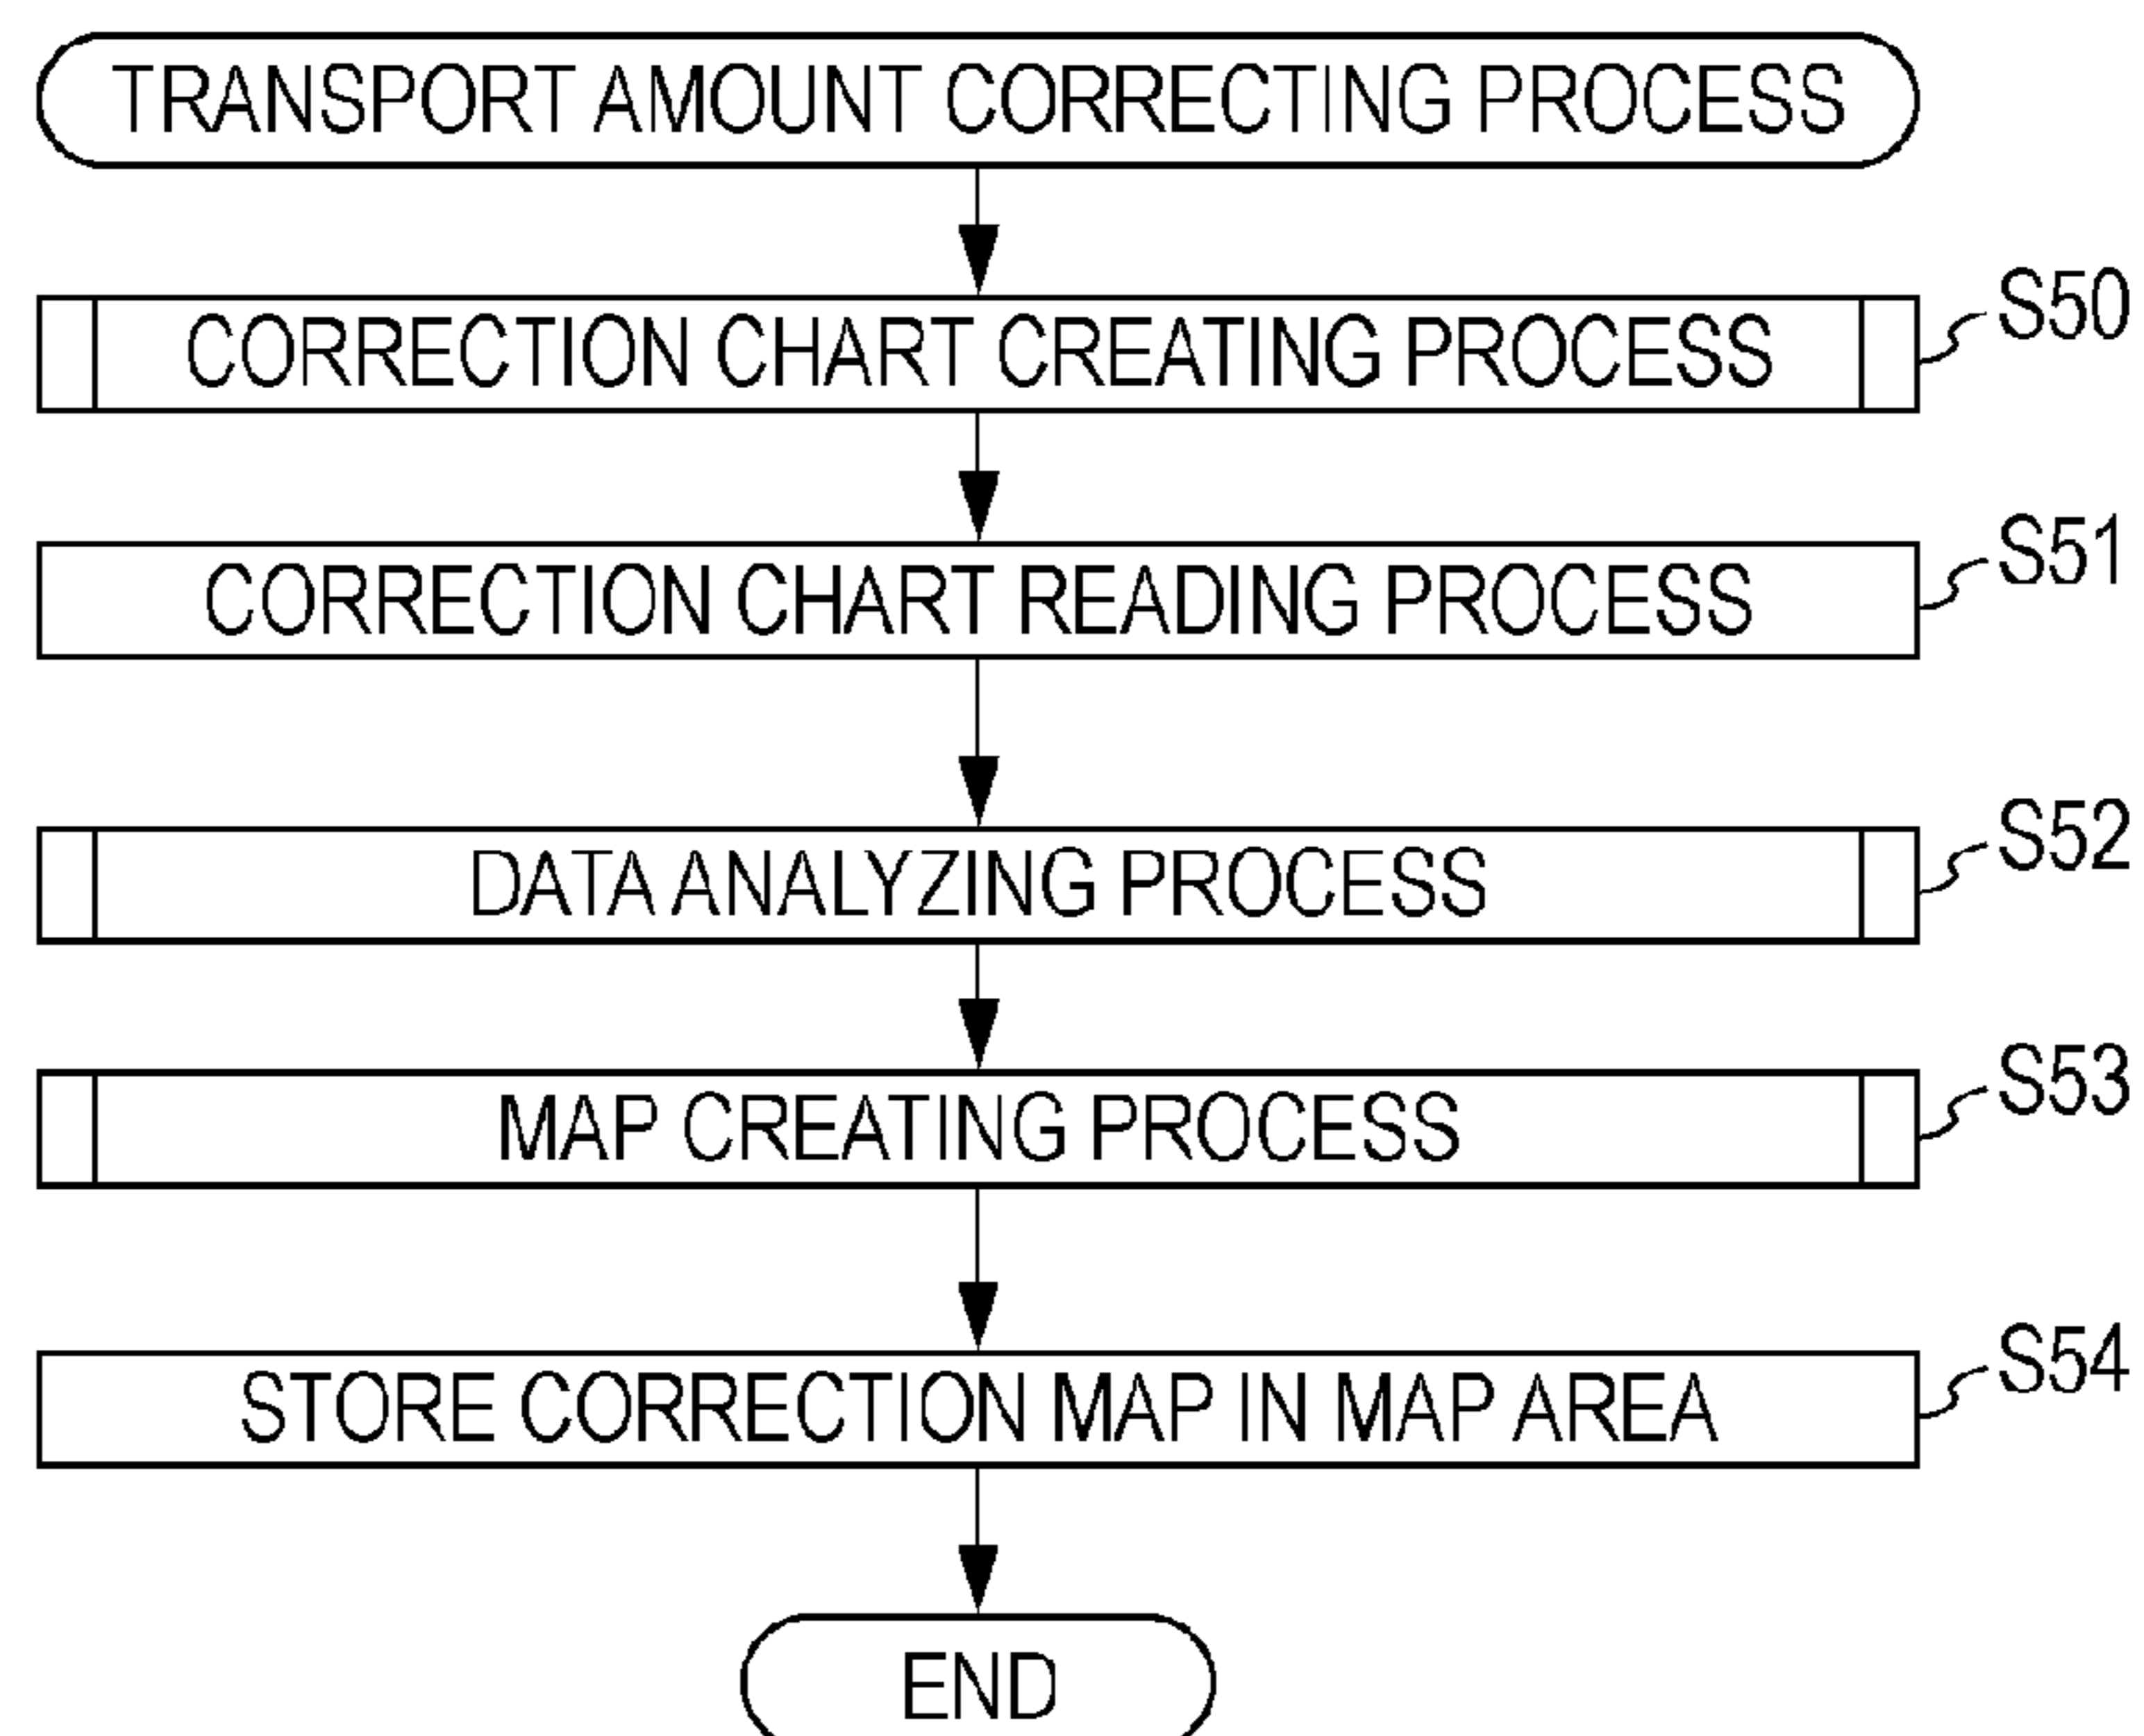 TRANSPORT AMOUNT CORRECTING PROCESS
CORRECTION CHART CREATING PROCESS
S50
CORRECTION CHART READING PROCESS
S51
DATA ANALYZING PROCESS
S52
MAP CREATING PROCESS
S53
STORE CORRECTION MAP IN MAP AREA
S54
END